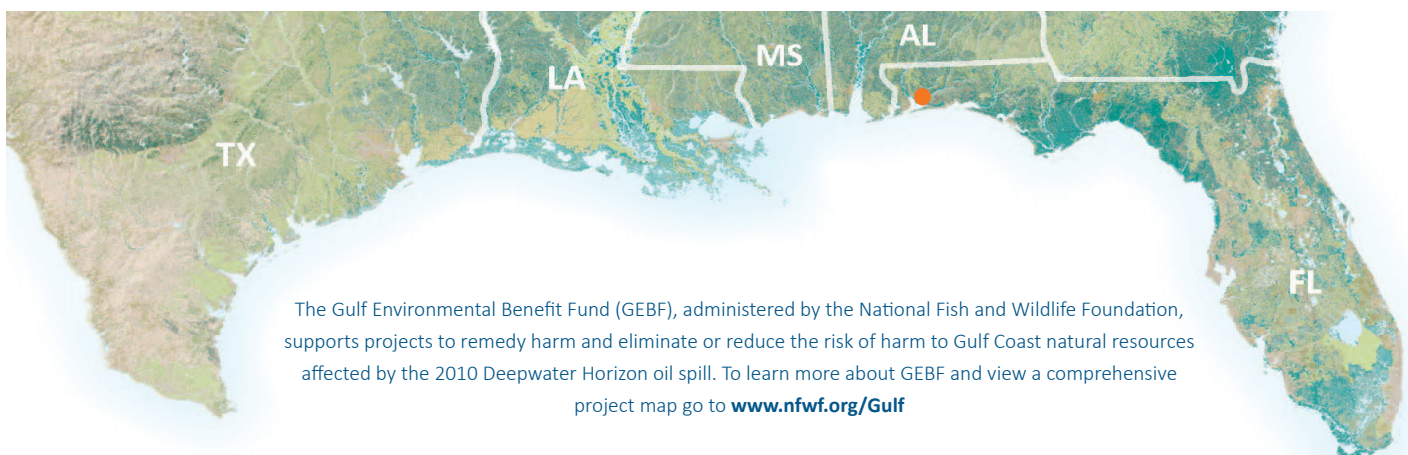 AL
MS
LA
TX
FL
The Gulf Environmental Benefit Fund (GEBF), administered by the National Fish and Wildlife Foundation,
supports projects to remedy harm and eliminate or reduce the risk of harm to Gulf Coast natural resources
affected by the 2010 Deepwater Horizon oil spill. To learn more about GEBF and view a comprehensive
project map go to www.nfwf.org/Gulf